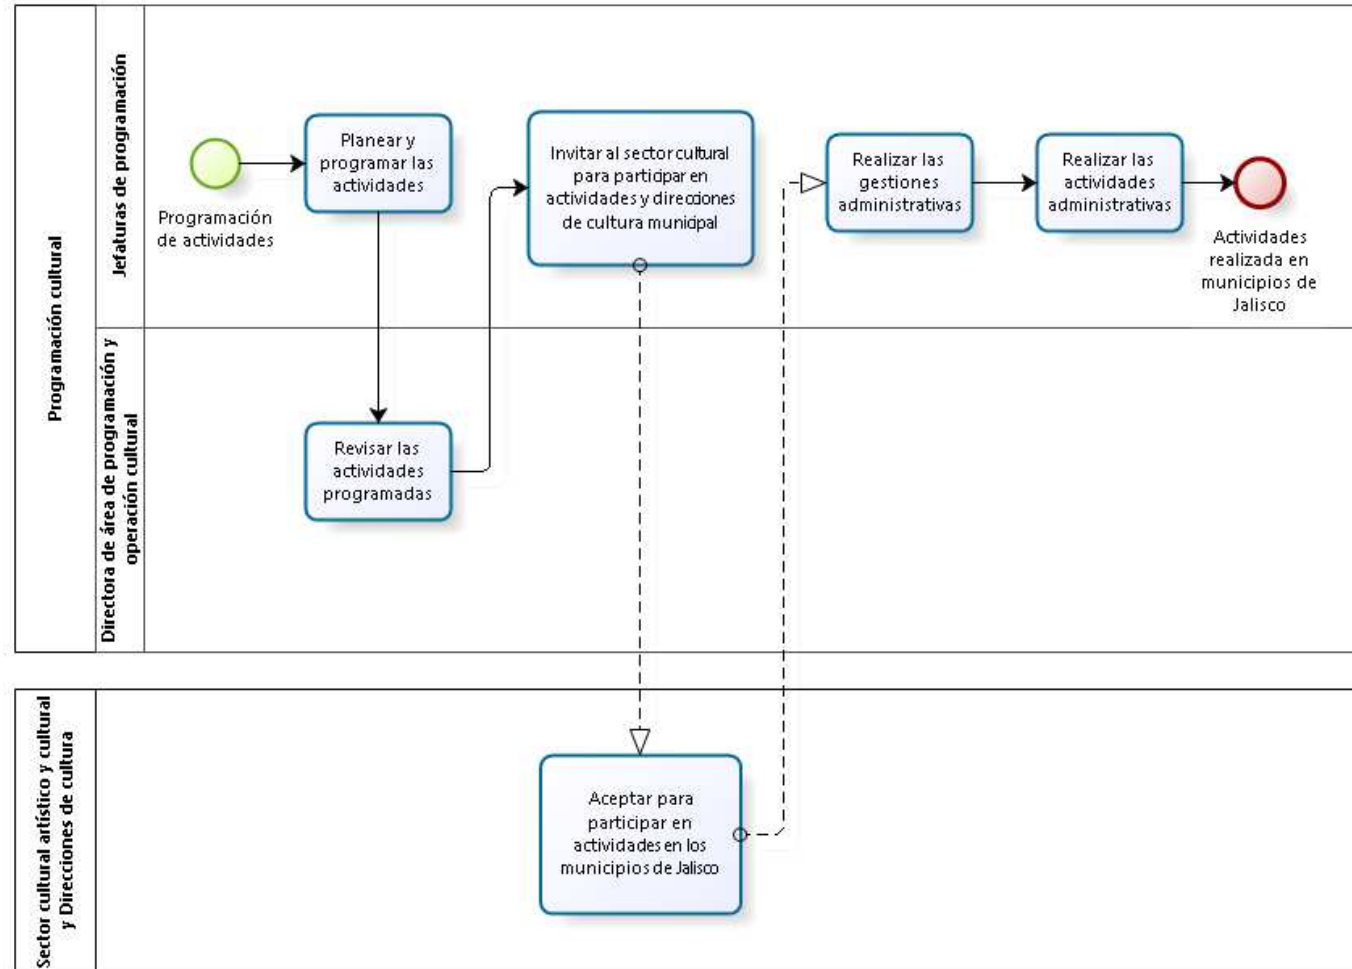 Programación cultural
Jefaturas de programación
Programación
de actividades
Planear y
programar las
actividades
Invitar al sector cultural
para participar en
actividades y direcciones
de cultura municipal
Realizar las
gestiones
administrativas
Realizar las
actividades
administrativas
Actividades
realizada en
municipios de
Jalisco
Directora de área de programación y
operación cultural
Revisar las
actividades
programadas
Sector cultural artístico y cultural
y Direcciones de cultura
Aceptar para
participar en
actividades en los
municipios de Jalisco